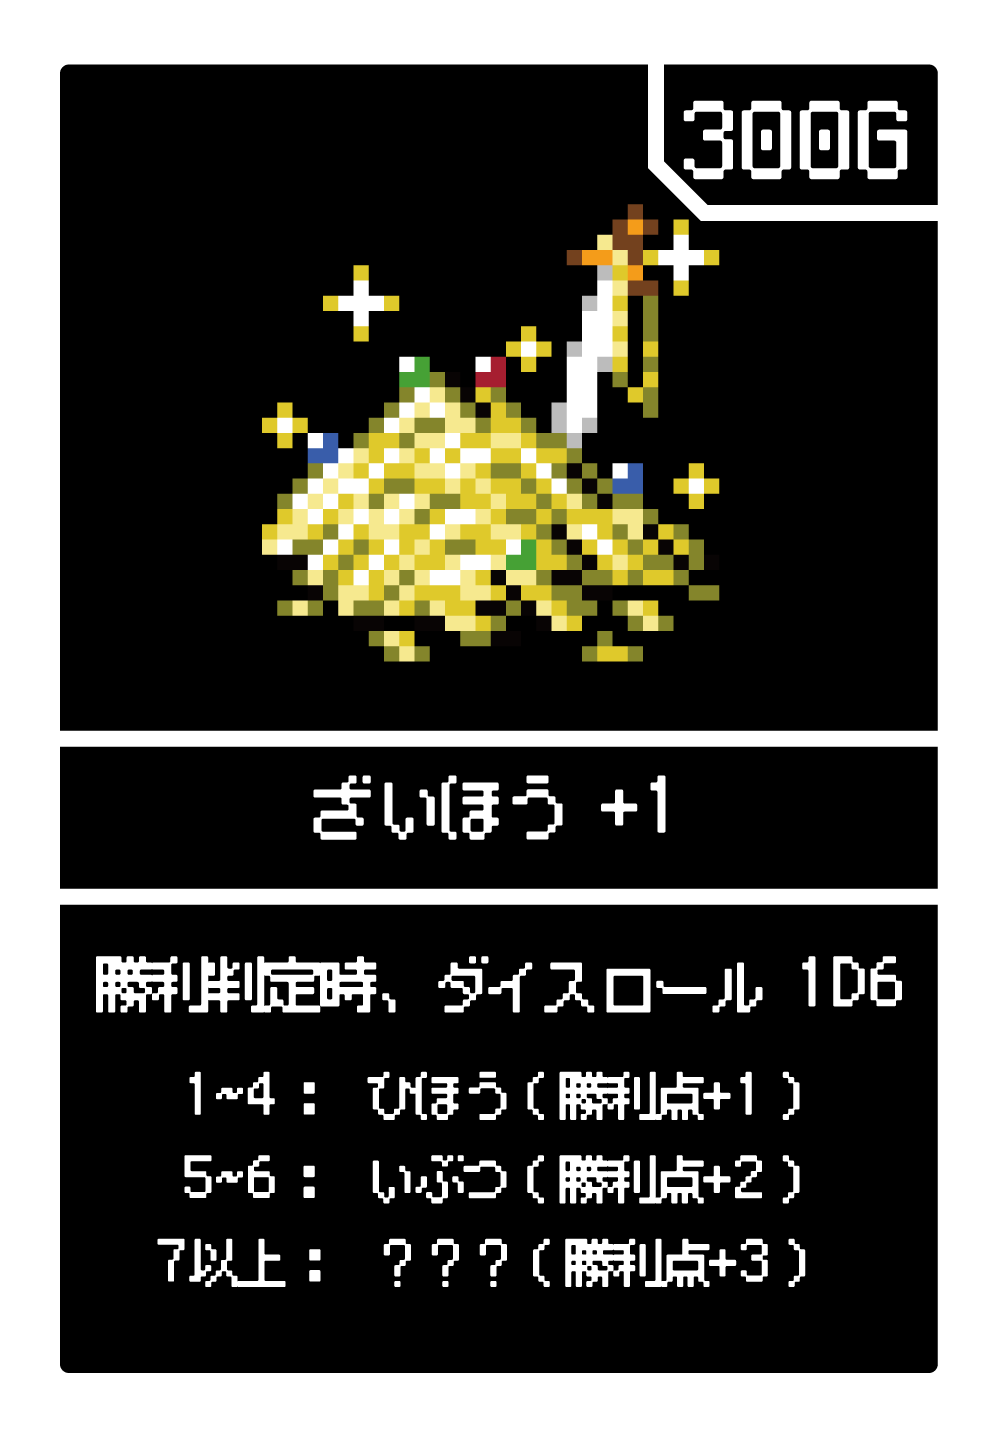 300G
ざいほう +1
勝利判定時、ダイスロール 1D6
1~4： ひほう(勝利点+1)
5~6： いぶつ(勝利点+2)
7以上： ？？？(勝利点+3)